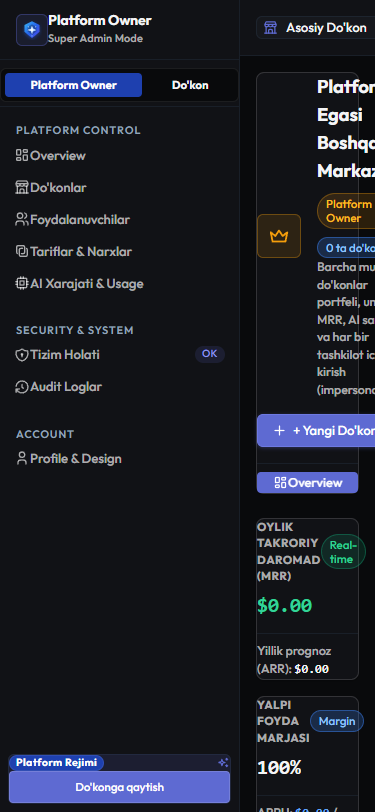 Platform Owner
Super Admin Mode
Platform Owner
Do'kon
PLATFORM CONTROL
Overview
Do'konlar
Foydalanuvchilar
Tariflar & Narxlar
AI Xarajati & Usage
SECURITY & SYSTEM
Tizim Holati
OK
Audit Loglar
ACCOUNT
Profile & Design
Platform Rejimi
Do'konga qaytish
Asosiy Do'kon
Platfor
Egasi
Boshqa
Markaz
Platform
Owner
0 ta do'ko
Barcha mu
do'konlar
portfeli, un
MRR, AI sa
va har bir
tashkilot ic
kirish
(imperson
+ Yangi Do'kon
Overview
OYLIK
TAKRORIY
DAROMAD
(MRR)
Real-
time
$0.00
Yillik prognoz
(ARR): $0.00
YALPI
FOYDA
MARJASI
Margin
100%
ARPU: $0.00 /